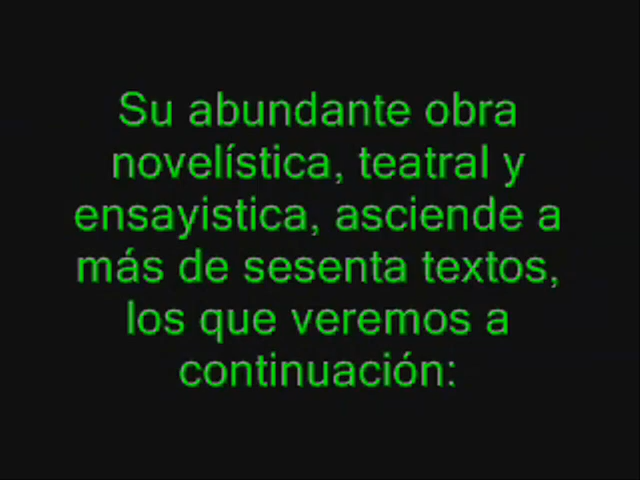 Su abundante obra
novelística, teatral y
ensayistica, asciende a
más de sesenta textos,
los que veremos a
continuación: